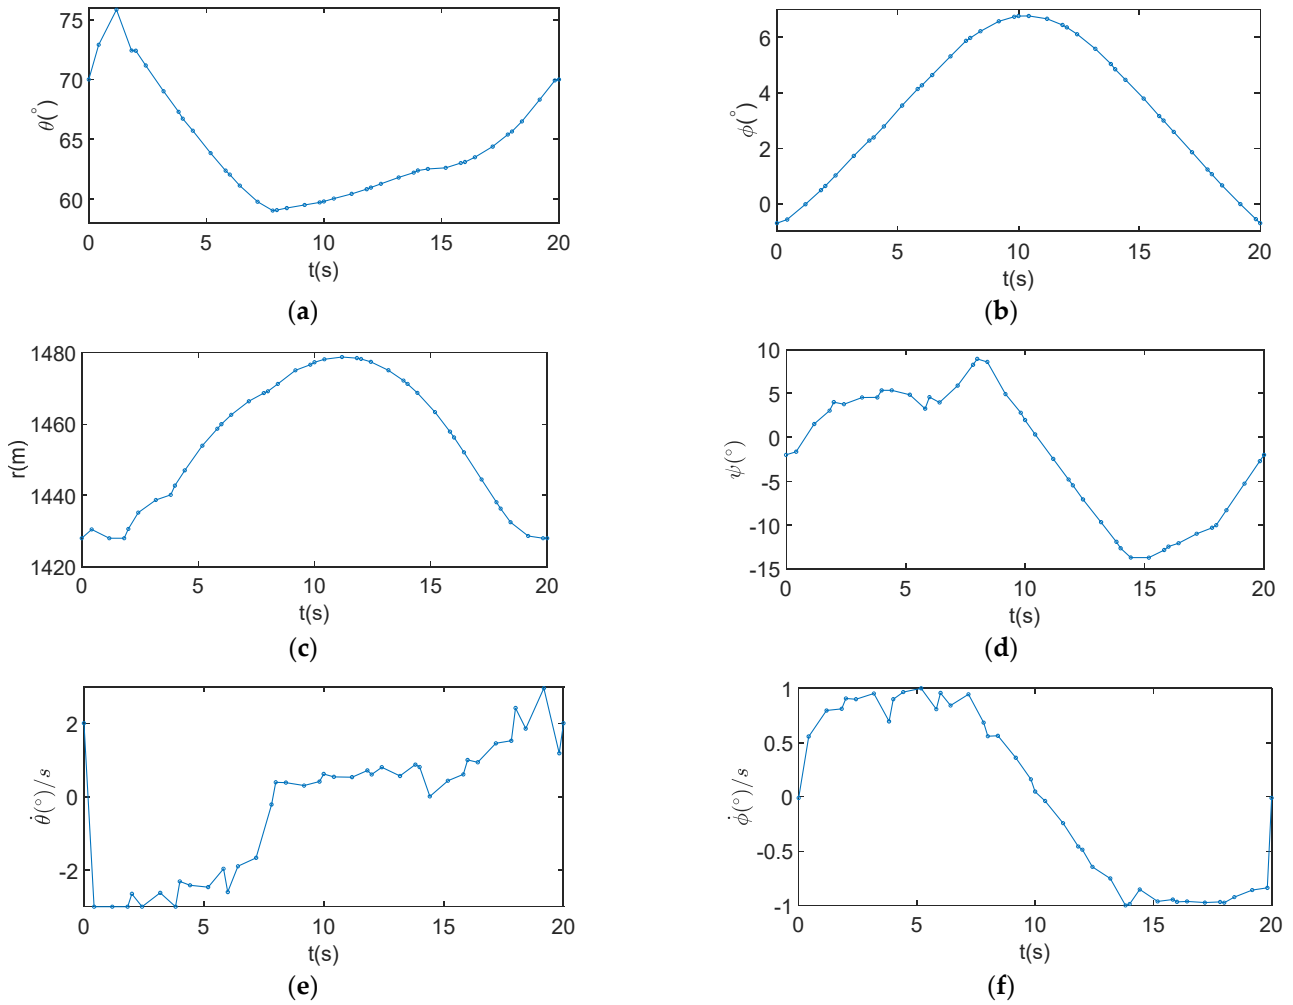 75
70
65
60
θ(°)
0 5 10 15 20
t(s)
(a)
6
4
2
0
ϕ(°)
0 5 10 15 20
t(s)
(b)
1480
1460
1440
1420
r(m)
0 5 10 15 20
t(s)
(c)
10
5
0
-5
-10
-15
ψ(°)
0 5 10 15 20
t(s)
(d)
2
0
-2
θ̇(°)/s
0 5 10 15 20
t(s)
(e)
1
0.5
0
-0.5
-1
ϕ̇(°)/s
0 5 10 15 20
t(s)
(f)